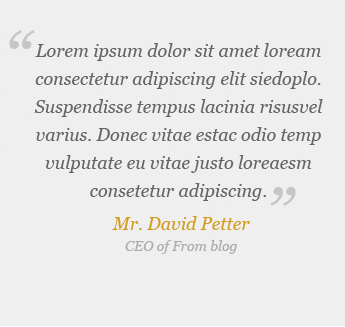 “ Lorem ipsum dolor sit amet loream
consectetur adipiscing elit siedoplo.
Suspendisse tempus lacinia risusvel
varius. Donec vitae estac odio temp
vulputate eu vitae justo loreaesm
consetetur adipiscing. ”
Mr. David Petter
CEO of From blog